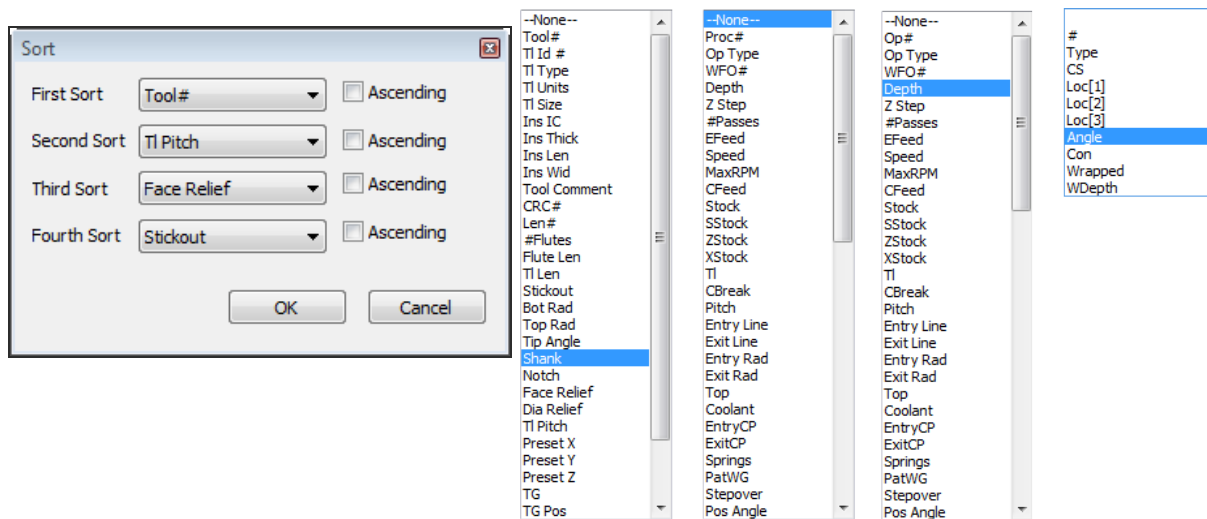 Sort
First Sort Tool# Ascending
Second Sort Tl Pitch Ascending
Third Sort Face Relief Ascending
Fourth Sort Stickout Ascending
OK Cancel
--None--
Tool#
Tl Id #
Tl Type
Tl Units
Tl Size
Ins IC
Ins Thick
Ins Len
Ins Wid
Tool Comment
CRC#
Len#
#Flutes
Flute Len
Tl Len
Stickout
Bot Rad
Top Rad
Tip Angle
Shank
Notch
Face Relief
Dia Relief
Tl Pitch
Preset X
Preset Y
Preset Z
TG
TG Pos
--None--
Proc#
Op Type
WFO#
Depth
Z Step
#Passes
EFeed
Speed
MaxRPM
CFeed
Stock
SStock
ZStock
XStock
Tl
CBreak
Pitch
Entry Line
Exit Line
Entry Rad
Exit Rad
Top
Coolant
EntryCP
ExitCP
Springs
PatWG
Stepover
Pos Angle
--None--
Op#
Op Type
WFO#
Depth
Z Step
#Passes
EFeed
Speed
MaxRPM
CFeed
Stock
SStock
ZStock
XStock
Tl
CBreak
Pitch
Entry Line
Exit Line
Entry Rad
Exit Rad
Top
Coolant
EntryCP
ExitCP
Springs
PatWG
Stepover
Pos Angle
#
Type
CS
Loc[1]
Loc[2]
Loc[3]
Angle
Con
Wrapped
WDepth